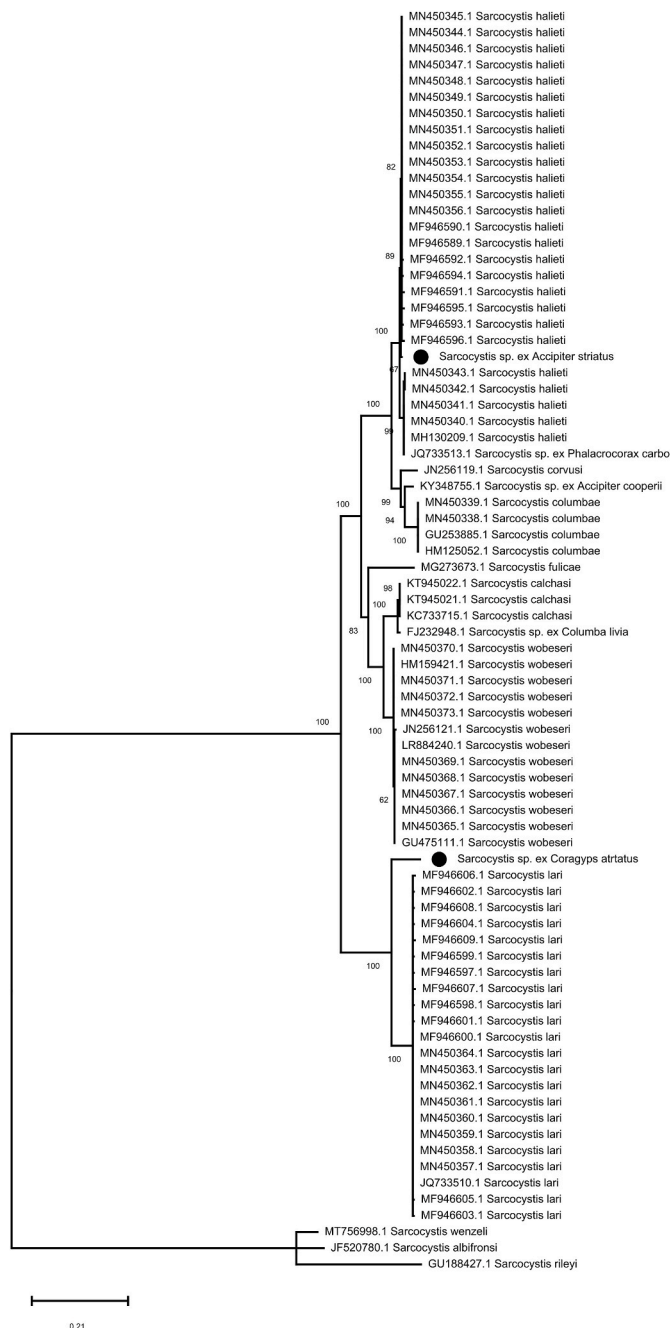 MN450345.1 Sarcocystis halieti
MN450344.1 Sarcocystis halieti
MN450346.1 Sarcocystis halieti
MN450347.1 Sarcocystis halieti
MN450348.1 Sarcocystis halieti
MN450349.1 Sarcocystis halieti
MN450350.1 Sarcocystis halieti
MN450351.1 Sarcocystis halieti
MN450352.1 Sarcocystis halieti
82
MN450353.1 Sarcocystis halieti
MN450354.1 Sarcocystis halieti
MN450355.1 Sarcocystis halieti
MN450356.1 Sarcocystis halieti
MF946590.1 Sarcocystis halieti
MF946589.1 Sarcocystis halieti
89
MF946592.1 Sarcocystis halieti
MF946594.1 Sarcocystis halieti
MF946591.1 Sarcocystis halieti
MF946595.1 Sarcocystis halieti
MF946593.1 Sarcocystis halieti
100
MF946596.1 Sarcocystis halieti
Sarcocystis sp. ex Accipiter striatus
67
MN450343.1 Sarcocystis halieti
MN450342.1 Sarcocystis halieti
100
MN450341.1 Sarcocystis halieti
MN450340.1 Sarcocystis halieti
99
MH130209.1 Sarcocystis halieti
JQ733513.1 Sarcocystis sp. ex Phalacrocorax carbo
JN256119.1 Sarcocystis corvusi
KY348755.1 Sarcocystis sp. ex Accipiter cooperii
99
MN450339.1 Sarcocystis columbae
100
94
MN450338.1 Sarcocystis columbae
GU253885.1 Sarcocystis columbae
100
HM125052.1 Sarcocystis columbae
MG273673.1 Sarcocystis fulicae
98
KT945022.1 Sarcocystis calchasi
100
KT945021.1 Sarcocystis calchasi
KC733715.1 Sarcocystis calchasi
83
FJ232948.1 Sarcocystis sp. ex Columba livia
MN450370.1 Sarcocystis wobeseri
HM159421.1 Sarcocystis wobeseri
100
MN450371.1 Sarcocystis wobeseri
MN450372.1 Sarcocystis wobeseri
MN450373.1 Sarcocystis wobeseri
100
100
JN256121.1 Sarcocystis wobeseri
LR884240.1 Sarcocystis wobeseri
MN450369.1 Sarcocystis wobeseri
MN450368.1 Sarcocystis wobeseri
MN450367.1 Sarcocystis wobeseri
62
MN450366.1 Sarcocystis wobeseri
MN450365.1 Sarcocystis wobeseri
GU475111.1 Sarcocystis wobeseri
Sarcocystis sp. ex Coragyps atrtatus
MF946606.1 Sarcocystis lari
MF946602.1 Sarcocystis lari
MF946608.1 Sarcocystis lari
MF946604.1 Sarcocystis lari
MF946609.1 Sarcocystis lari
MF946599.1 Sarcocystis lari
100
MF946597.1 Sarcocystis lari
MF946607.1 Sarcocystis lari
MF946598.1 Sarcocystis lari
MF946601.1 Sarcocystis lari
MF946600.1 Sarcocystis lari
100
MN450364.1 Sarcocystis lari
MN450363.1 Sarcocystis lari
MN450362.1 Sarcocystis lari
MN450361.1 Sarcocystis lari
MN450360.1 Sarcocystis lari
MN450359.1 Sarcocystis lari
MN450358.1 Sarcocystis lari
MN450357.1 Sarcocystis lari
JQ733510.1 Sarcocystis lari
MF946605.1 Sarcocystis lari
MF946603.1 Sarcocystis lari
MT756998.1 Sarcocystis wenzeli
JF520780.1 Sarcocystis albifronsi
GU188427.1 Sarcocystis rileyi
0.21